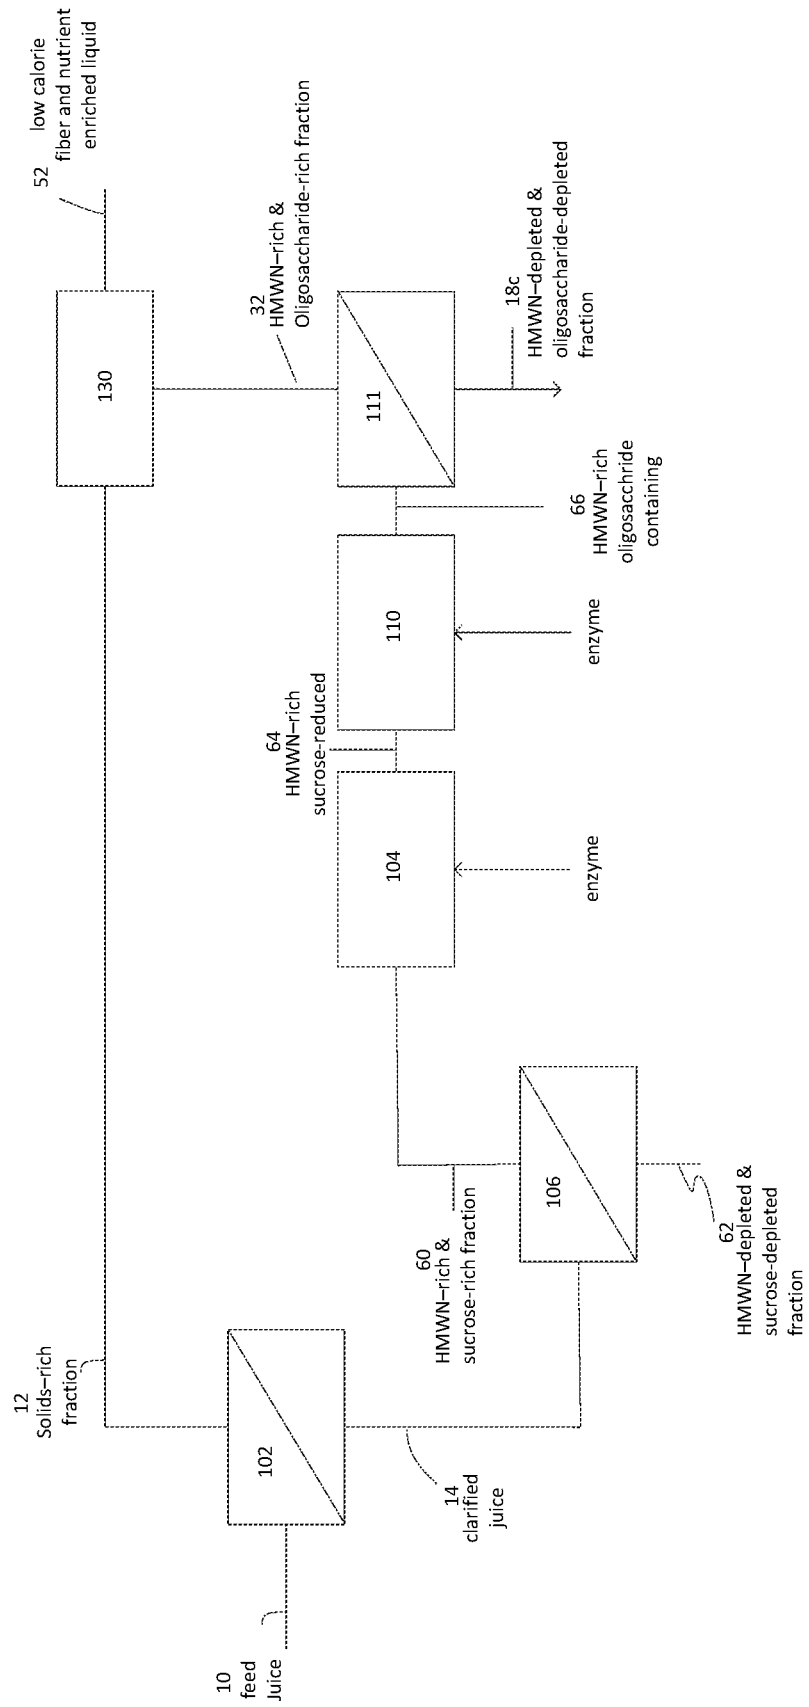 10
feed
Juice
12
Solids–rich
fraction
102
14
clarified
juice
60
HMWN–rich &
sucrose-rich fraction
106
62
HMWN–depleted &
sucrose-depleted
fraction
104
enzyme
64
HMWN–rich
sucrose-reduced
110
enzyme
66
HMWN–rich
oligosacchride
containing
111
32
HMWN–rich &
Oligosaccharide-rich fraction
18c
HMWN–depleted &
oligosaccharide-depleted
fraction
130
52
low calorie
fiber and nutrient
enriched liquid